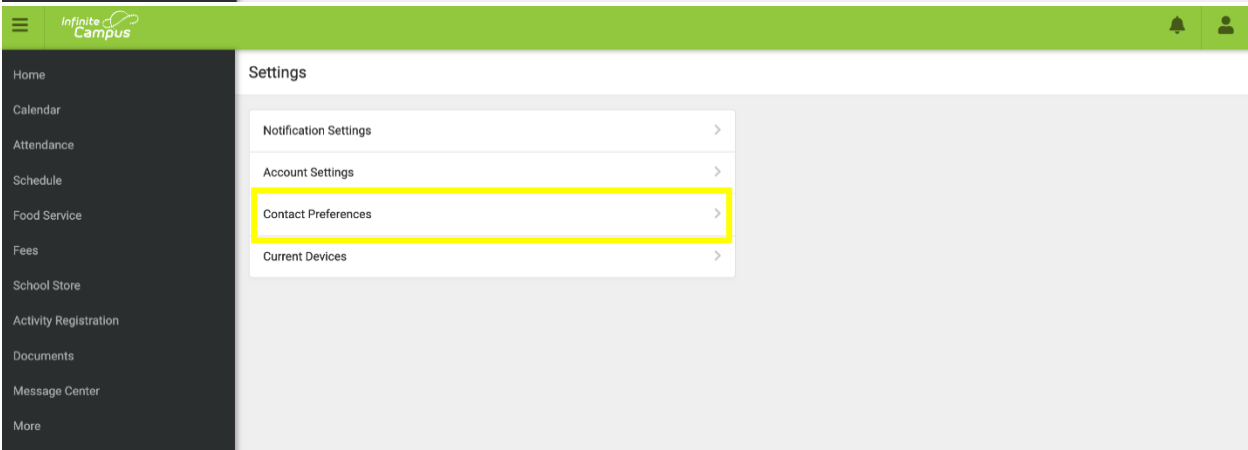 Infinite
Campus
Home
Calendar
Attendance
Schedule
Food Service
Fees
School Store
Activity Registration
Documents
Message Center
More
Settings
Notification Settings
Account Settings
Contact Preferences
Current Devices